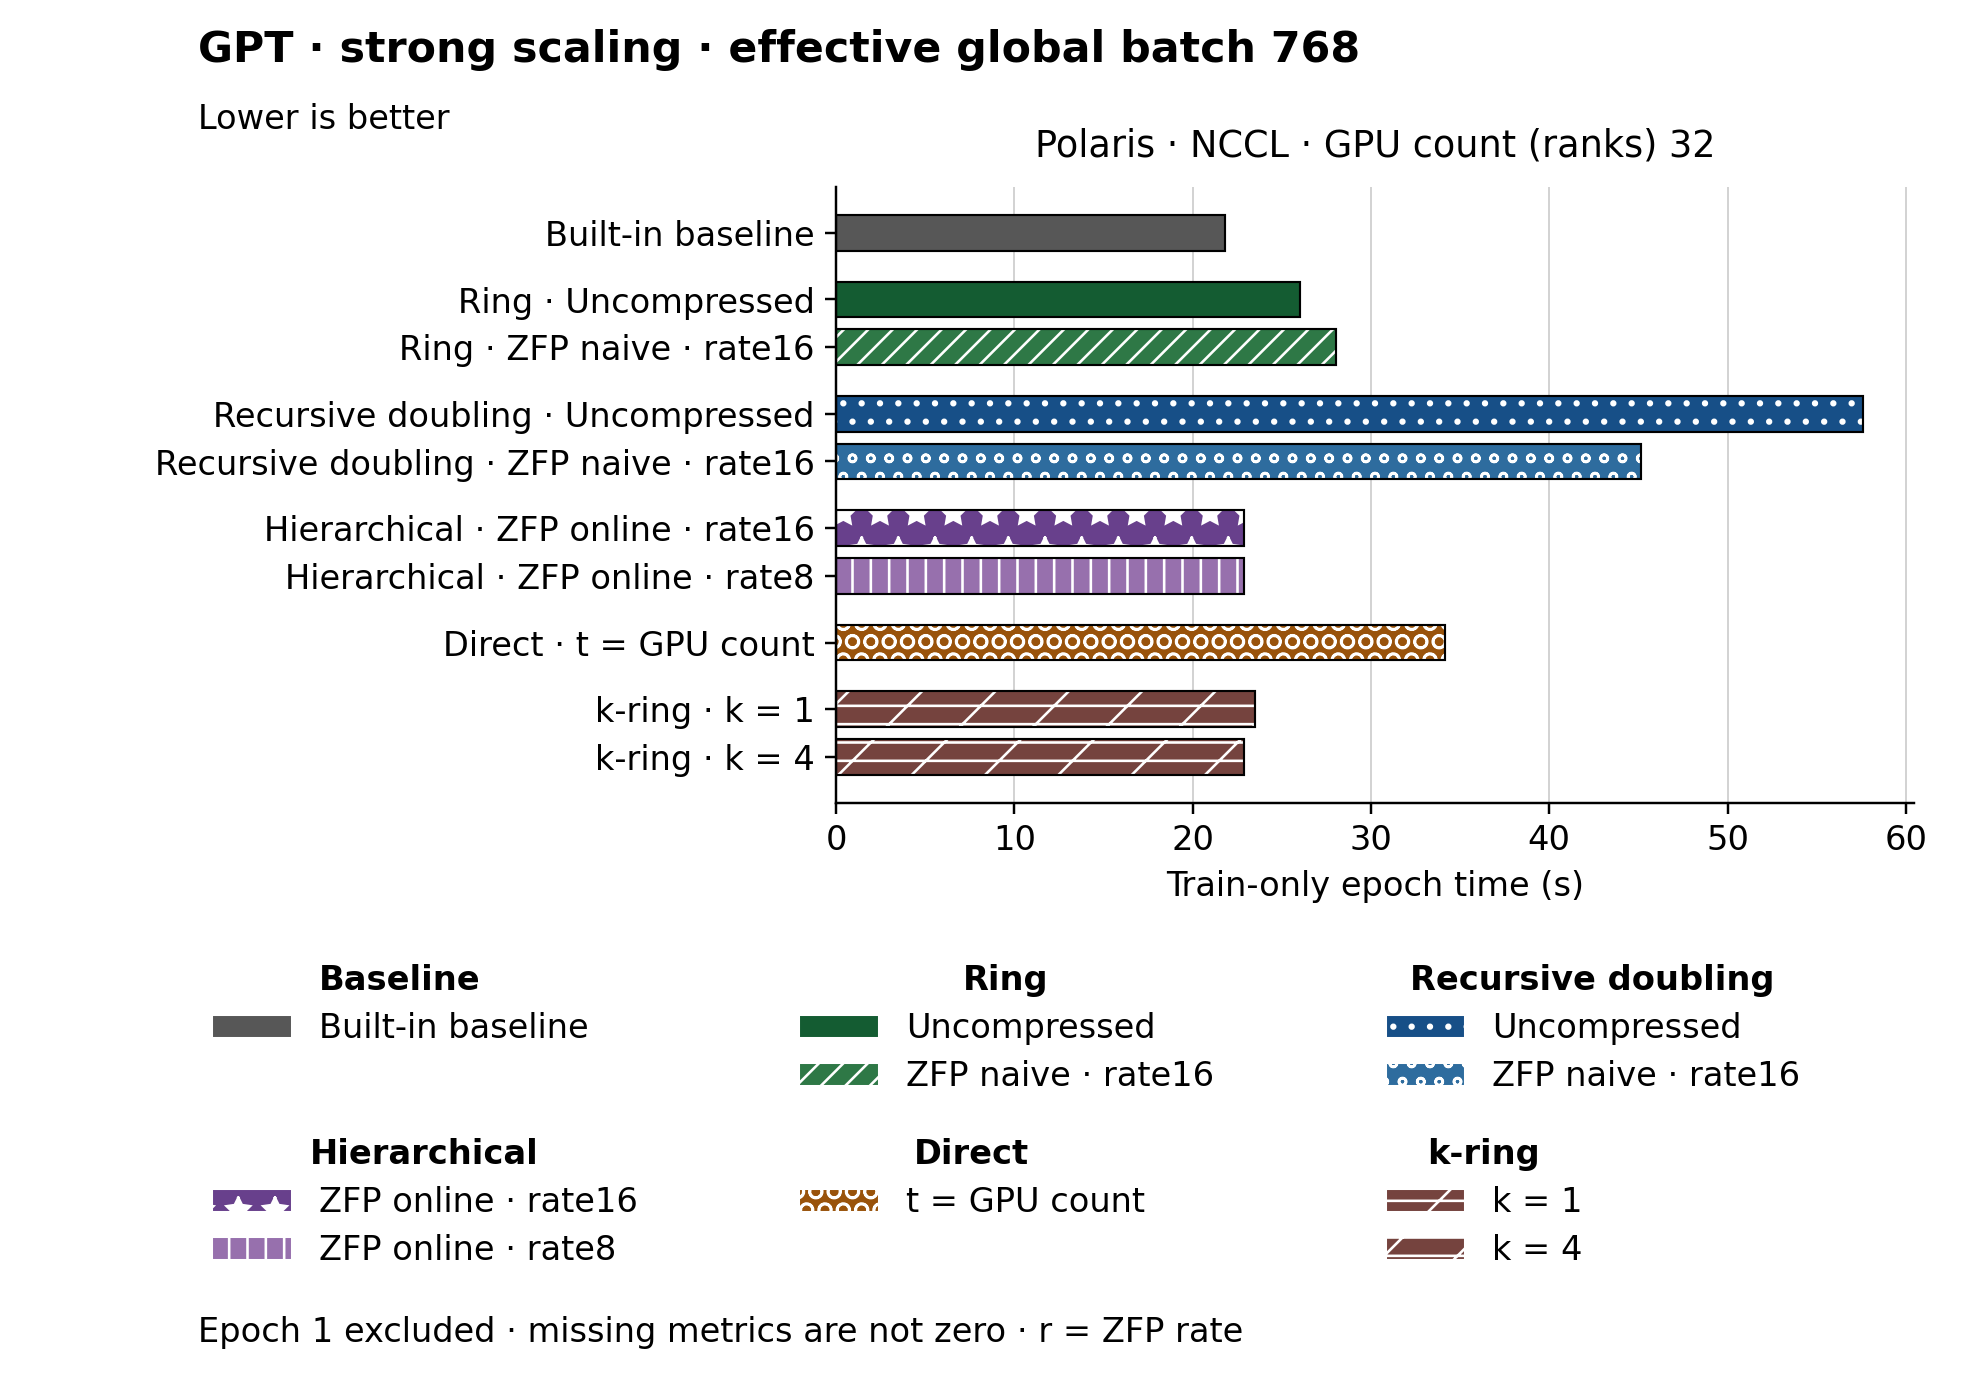 GPT · strong scaling · effective global batch 768
Lower is better
Polaris · NCCL · GPU count (ranks) 32
Built-in baseline
Ring · Uncompressed
Ring · ZFP naive · rate16
Recursive doubling · Uncompressed
Recursive doubling · ZFP naive · rate16
Hierarchical · ZFP online · rate16
Hierarchical · ZFP online · rate8
Direct · t = GPU count
k-ring · k = 1
k-ring · k = 4
0 10 20 30 40 50 60
Train-only epoch time (s)
Baseline
Built-in baseline
Ring
Uncompressed
ZFP naive · rate16
Recursive doubling
Uncompressed
ZFP naive · rate16
Hierarchical
ZFP online · rate16
ZFP online · rate8
Direct
t = GPU count
k-ring
k = 1
k = 4
Epoch 1 excluded · missing metrics are not zero · r = ZFP rate